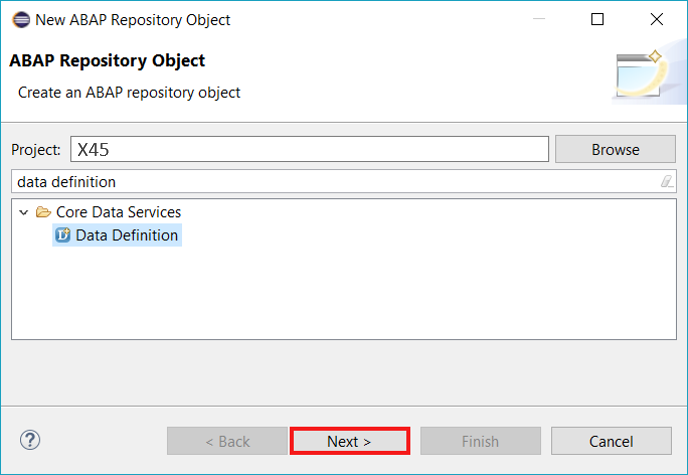 New ABAP Repository Object
ABAP Repository Object
Create an ABAP repository object
Project: X45 Browse
data definition
Core Data Services
Data Definition
? < Back Next > Finish Cancel